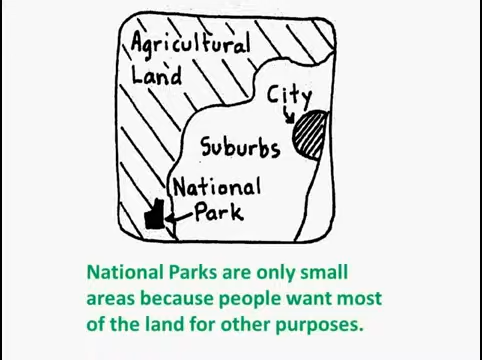 Agricultural
Land
City
Suburbs
National
Park
National Parks are only small
areas because people want most
of the land for other purposes.